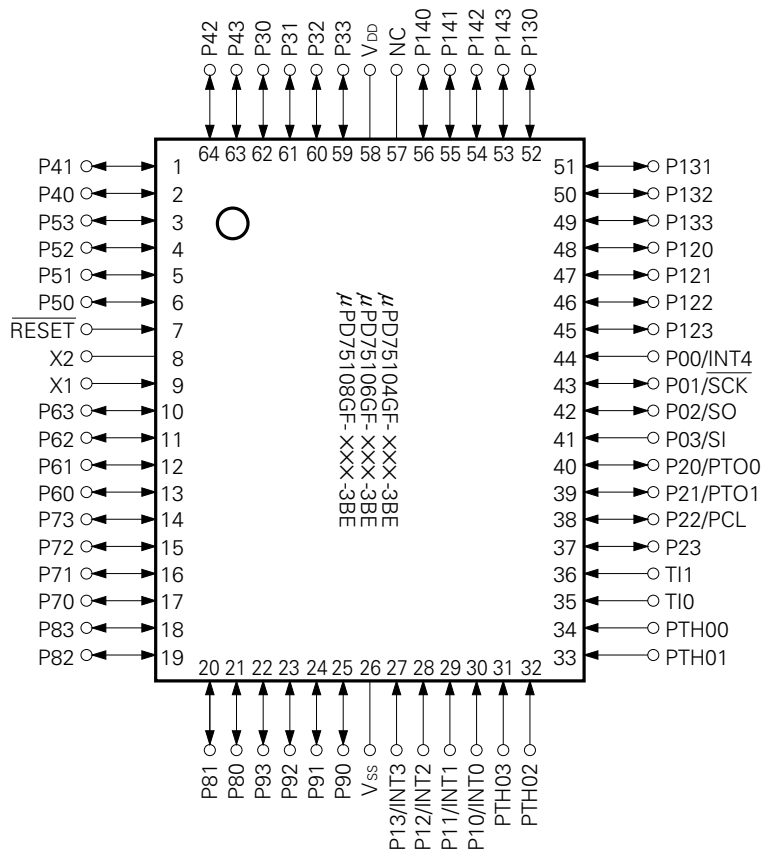 P42 P43 P30 P31 P32 P33 VDD NC P140 P141 P142 P143 P130
64 63 62 61 60 59 58 57 56 55 54 53 52
P41 1 51 P131
P40 2 50 P132
P53 3 49 P133
P52 4 48 P120
P51 5 47 P121
P50 6 46 P122
RESET 7 45 P123
X2 8 44 P00/INT4
X1 9 43 P01/SCK
P63 10 42 P02/SO
P62 11 41 P03/SI
P61 12 40 P20/PTO0
P60 13 39 P21/PTO1
P73 14 38 P22/PCL
P72 15 37 P23
P71 16 36 TI1
P70 17 35 TI0
P83 18 34 PTH00
P82 19 33 PTH01
μPD75104GF-XXX-3BE
μPD75106GF-XXX-3BE
μPD75108GF-XXX-3BE
20 21 22 23 24 25 26 27 28 29 30 31 32
P81 P80 P93 P92 P91 P90 VSS P13/INT3 P12/INT2 P11/INT1 P10/INT0 PTH03 PTH02